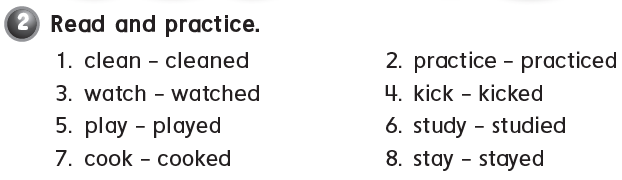 2 Read and practice.
1. clean – cleaned 2. practice – practiced
3. watch – watched 4. kick – kicked
5. play – played 6. study – studied
7. cook – cooked 8. stay – stayed